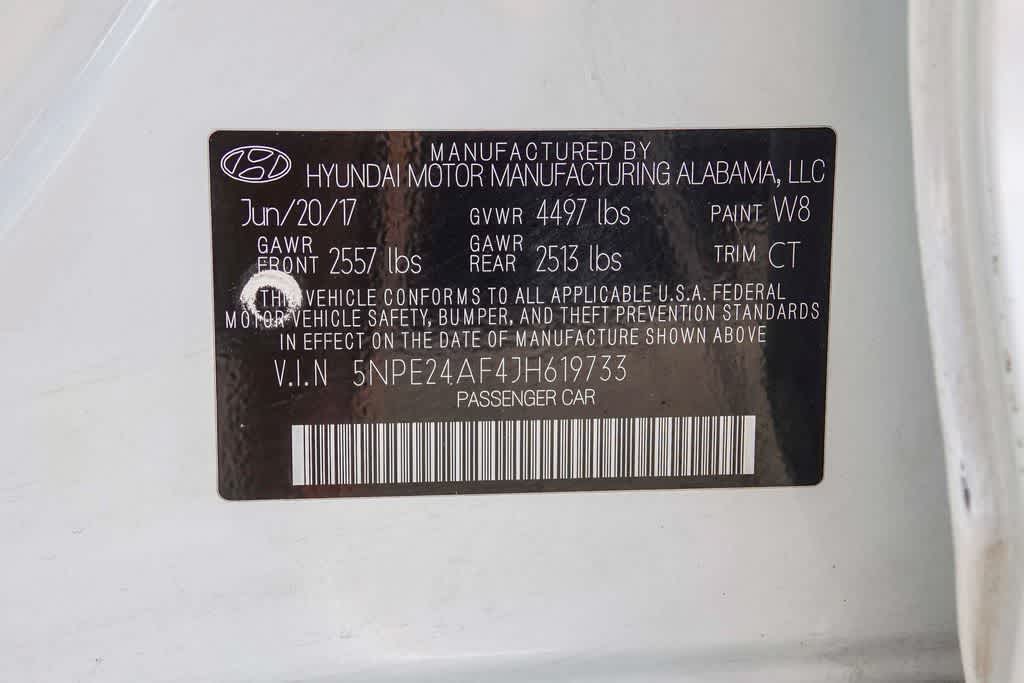 MANUFACTURED BY
HYUNDAI MOTOR MANUFACTURING ALABAMA, LLC
Jun/20/17 GVWR 4497 lbs PAINT W8
GAWR FRONT 2557 lbs GAWR REAR 2513 lbs TRIM CT
THIS VEHICLE CONFORMS TO ALL APPLICABLE U.S.A. FEDERAL
MOTOR VEHICLE SAFETY, BUMPER, AND THEFT PREVENTION STANDARDS
IN EFFECT ON THE DATE OF MANUFACTURE SHOWN ABOVE
V.I.N 5NPE24AF4JH619733
PASSENGER CAR